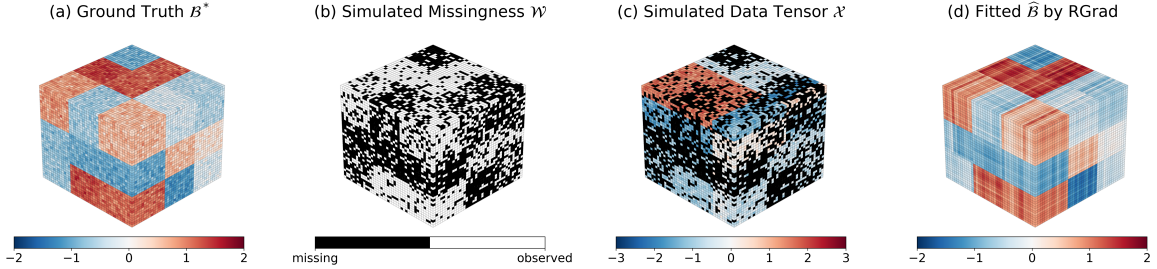 (a) Ground Truth ℬ*
(b) Simulated Missingness 𝒲
(c) Simulated Data Tensor 𝒳
(d) Fitted ℬ̂ by RGrad
−2 −1 0 1 2
missing observed
−3 −2 −1 0 1 2 3
−2 −1 0 1 2